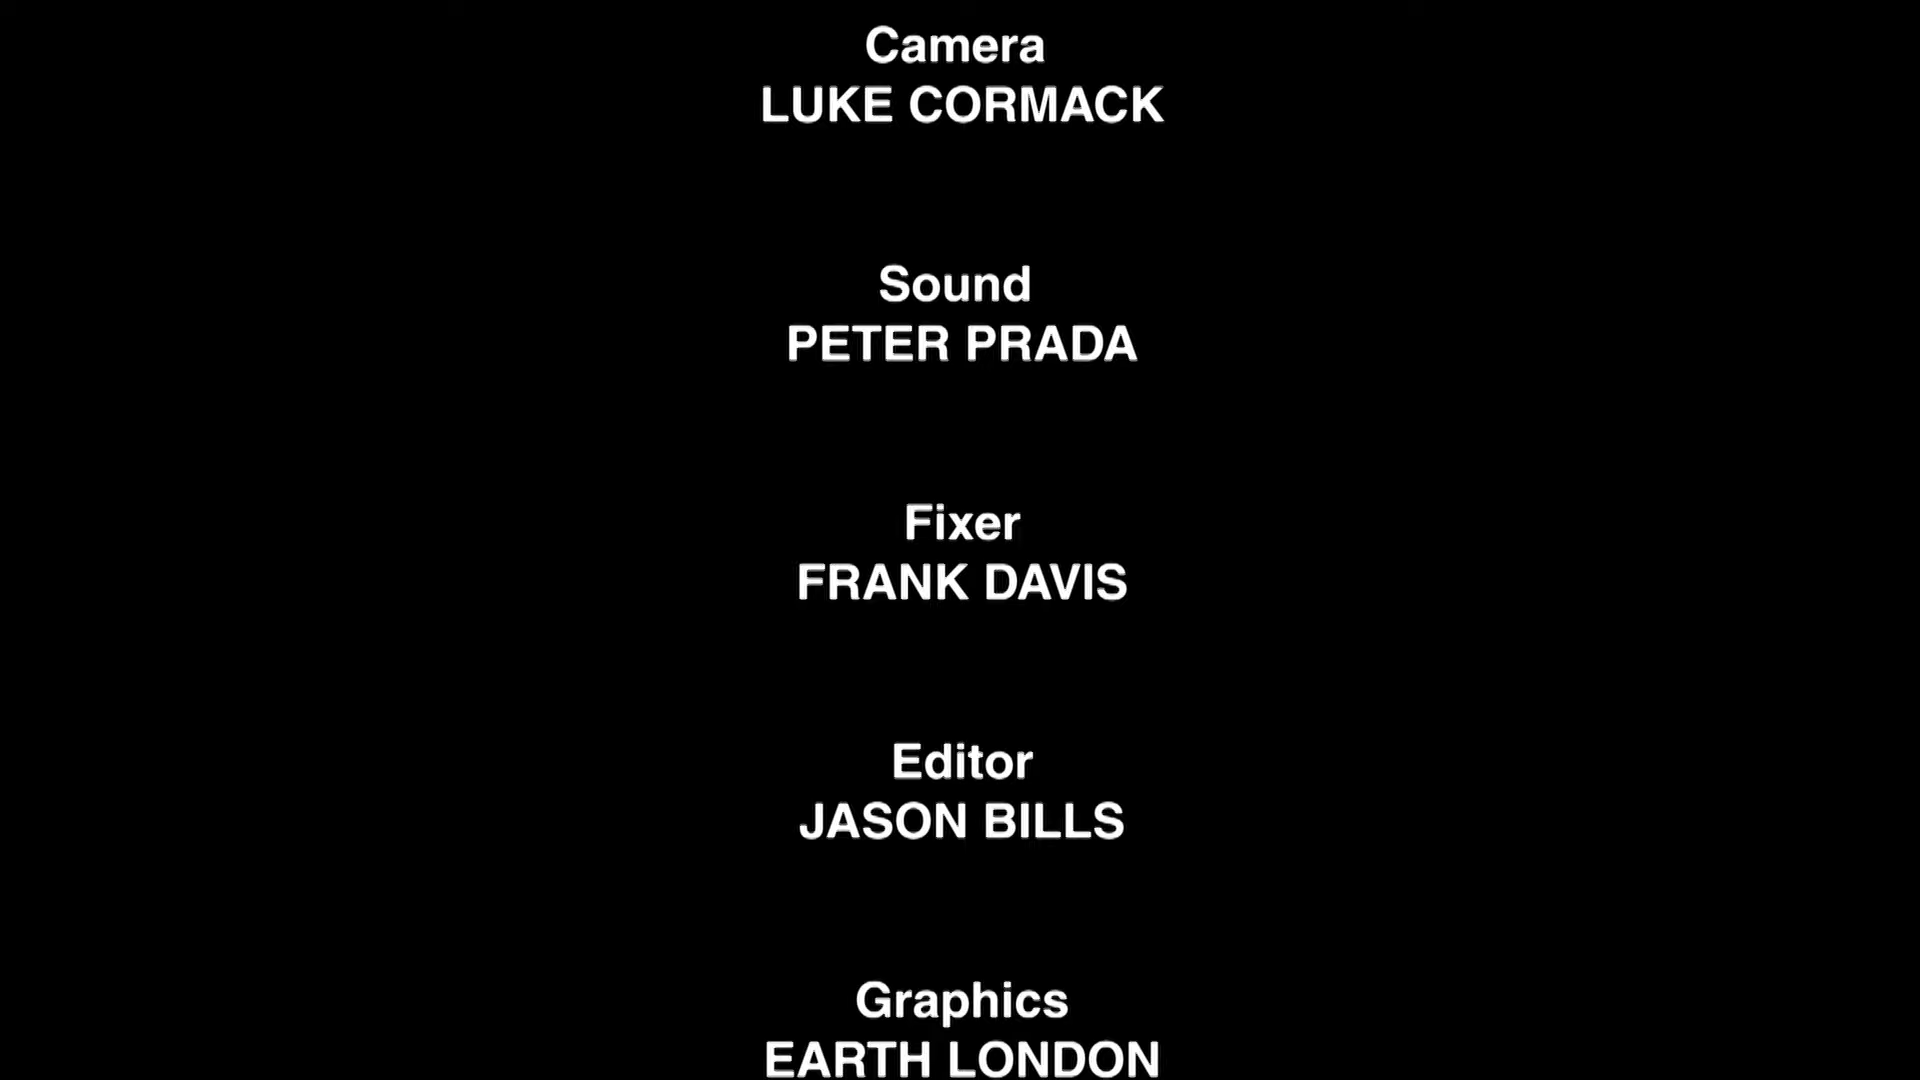 Camera
LUKE CORMACK
Sound
PETER PRADA
Fixer
FRANK DAVIS
Editor
JASON BILLS
Graphics
EARTH LONDON